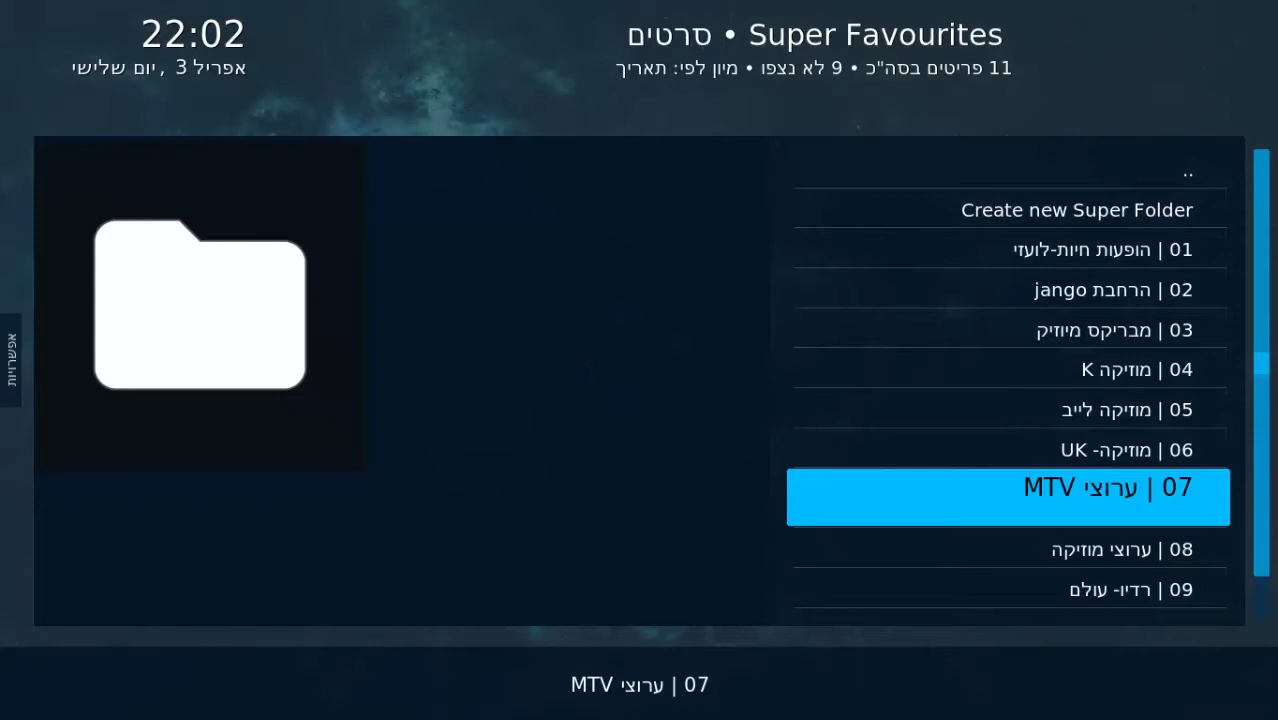 סרטים • Super Favourites
11 פריטים בסה"כ • 9 לא נצפו • מיון לפי: תאריך
22:02
יום שלישי, 3 אפריל
..
Create new Super Folder
01 | הופעות חיות-לועזי
02 | הרחבת jango
03 | מבריקס מיוזיק
04 | מוזיקה K
05 | מוזיקה לייב
06 | מוזיקה- UK
07 | ערוצי MTV
08 | ערוצי מוזיקה
09 | רדיו- עולם
אפשרויות
07 | ערוצי MTV